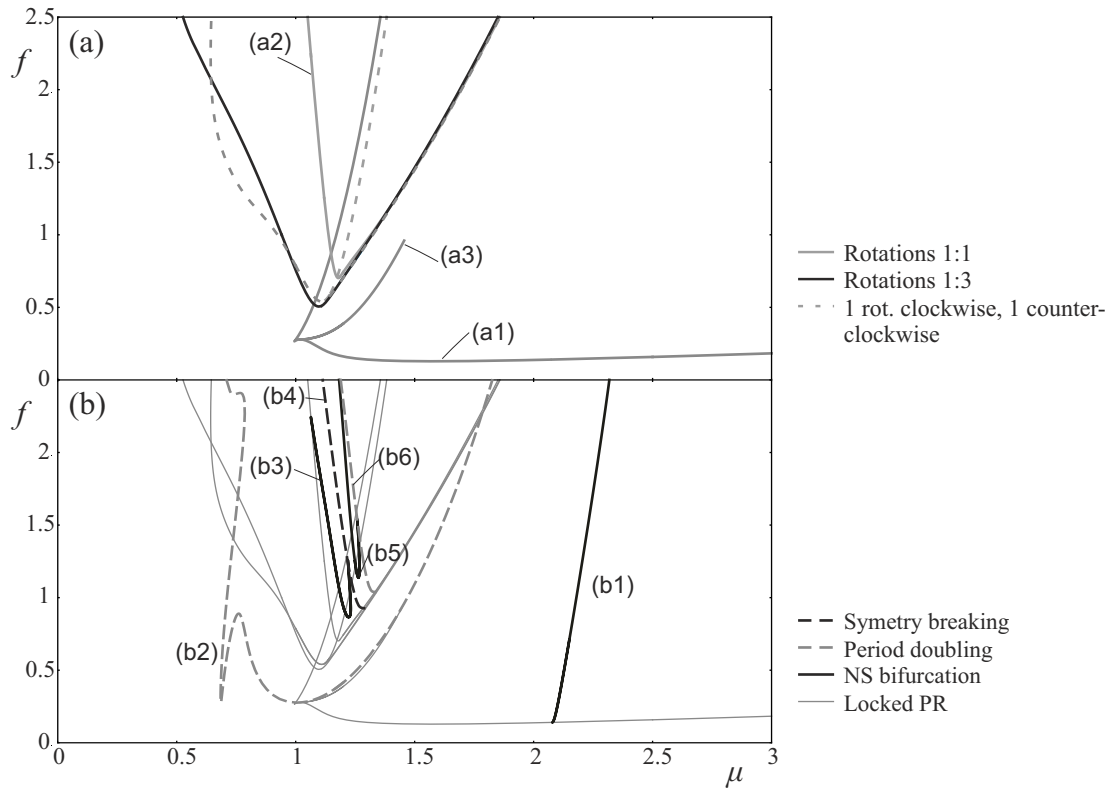 2.5
(a)
f
(a2)
2
1.5
1
(a3)
0.5
(a1)
0
Rotations 1:1
Rotations 1:3
1 rot. clockwise, 1 counter-
clockwise
(b)
f
(b4)
2
(b3)
(b6)
1.5
(b5)
(b1)
1
(b2)
0.5
0
0
0.5
1
1.5
2
2.5
3
μ
Symetry breaking
Period doubling
NS bifurcation
Locked PR